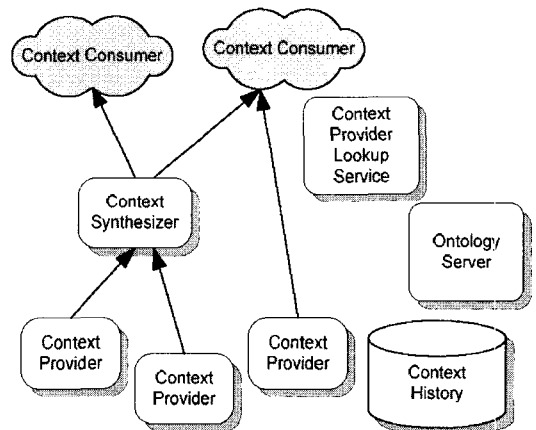 Context Consumer
Context Consumer
Context
Provider
Lookup
Service
Context
Synthesizer
Ontology
Server
Context
Provider
Context
Provider
Context
Provider
Context
History